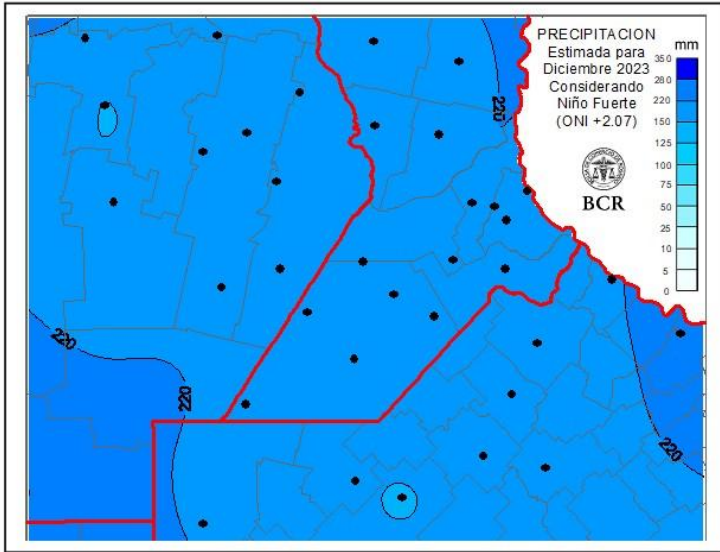 PRECIPITACION
Estimada para
Diciembre 2023
Considerando
Niño Fuerte
(ONI +2.07)
BCR
mm
350
280
220
150
125
100
75
50
25
10
5
0
220
220
220
220